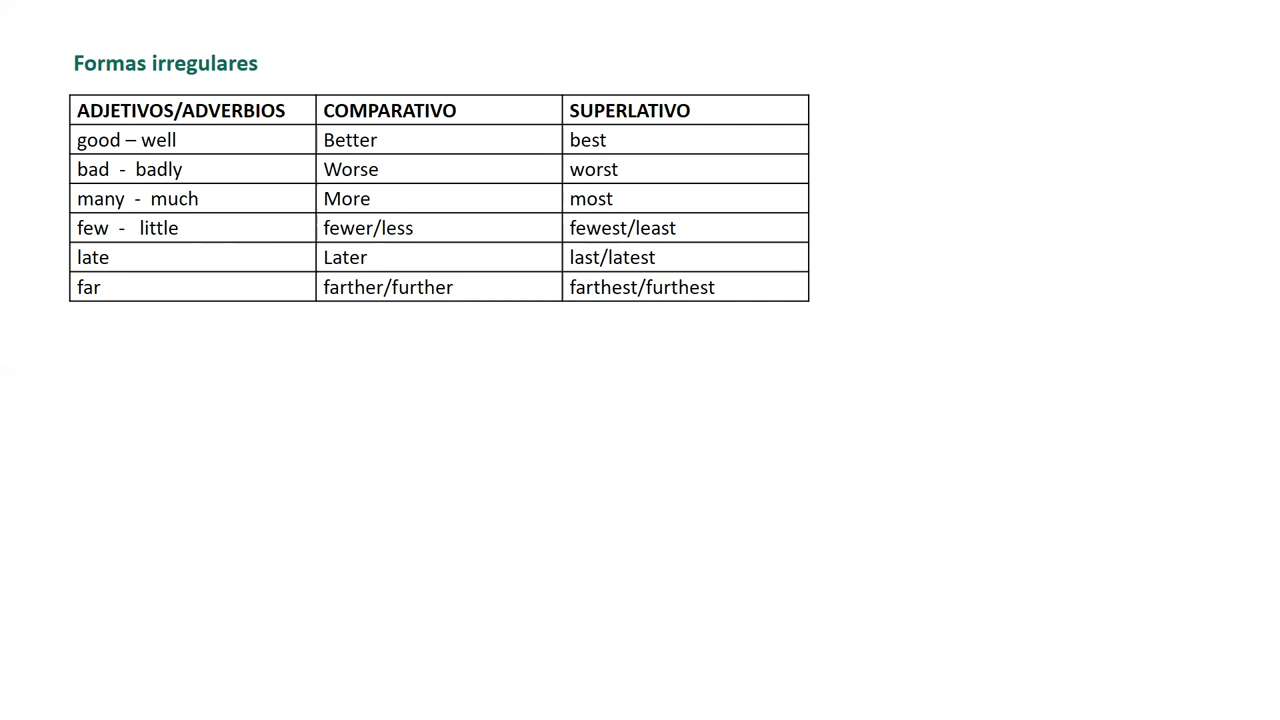 Formas irregulares
ADJETIVOS/ADVERBIOS COMPARATIVO SUPERLATIVO
good – well Better best
bad - badly Worse worst
many - much More most
few - little fewer/less fewest/least
late Later last/latest
far farther/further farthest/furthest